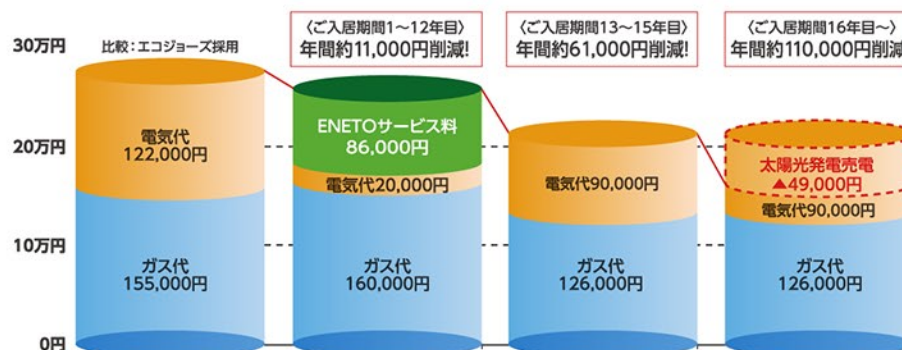 〈ご入居期間1～12年目〉
年間約11,000円削減!
〈ご入居期間13～15年目〉
年間約61,000円削減!
〈ご入居期間16年目～〉
年間約110,000円削減
30万円
20万円
10万円
0円
比較：エコジョーズ採用
電気代
122,000円
ガス代
155,000円
ENETOサービス料
86,000円
電気代20,000円
ガス代
160,000円
電気代90,000円
ガス代
126,000円
太陽光発電売電
▲49,000円
電気代90,000円
ガス代
126,000円